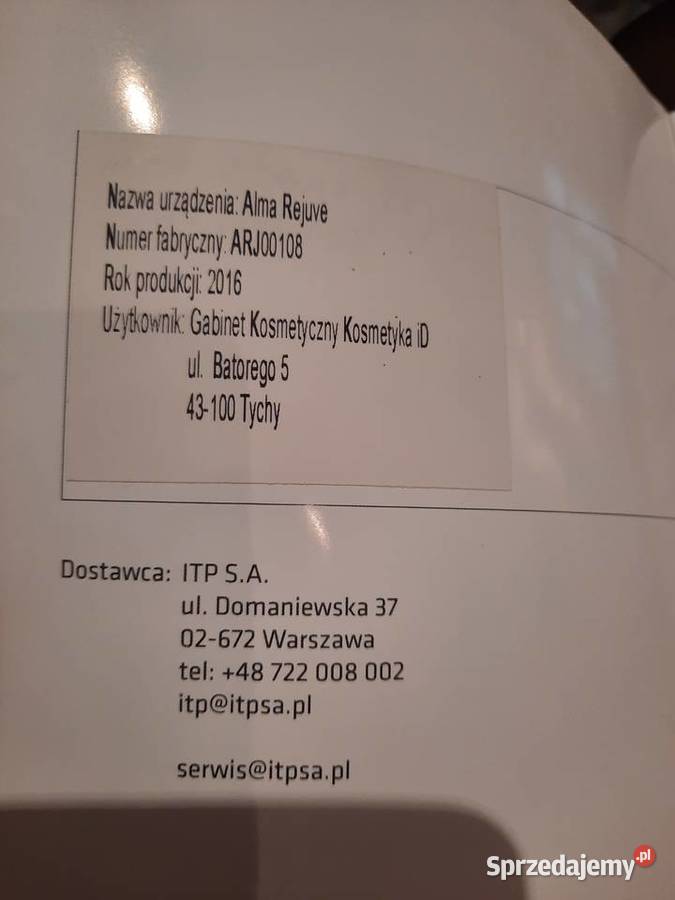 Nazwa urządzenia: Alma Rejuve
Numer fabryczny: ARJ00108
Rok produkcji: 2016
Użytkownik: Gabinet Kosmetyczny Kosmetyka iD
ul. Batorego 5
43-100 Tychy
Dostawca: ITP S.A.
ul. Domaniewska 37
02-672 Warszawa
tel: +48 722 008 002
itp@itpsa.pl
serwis@itpsa.pl
Sprzedajemy.pl